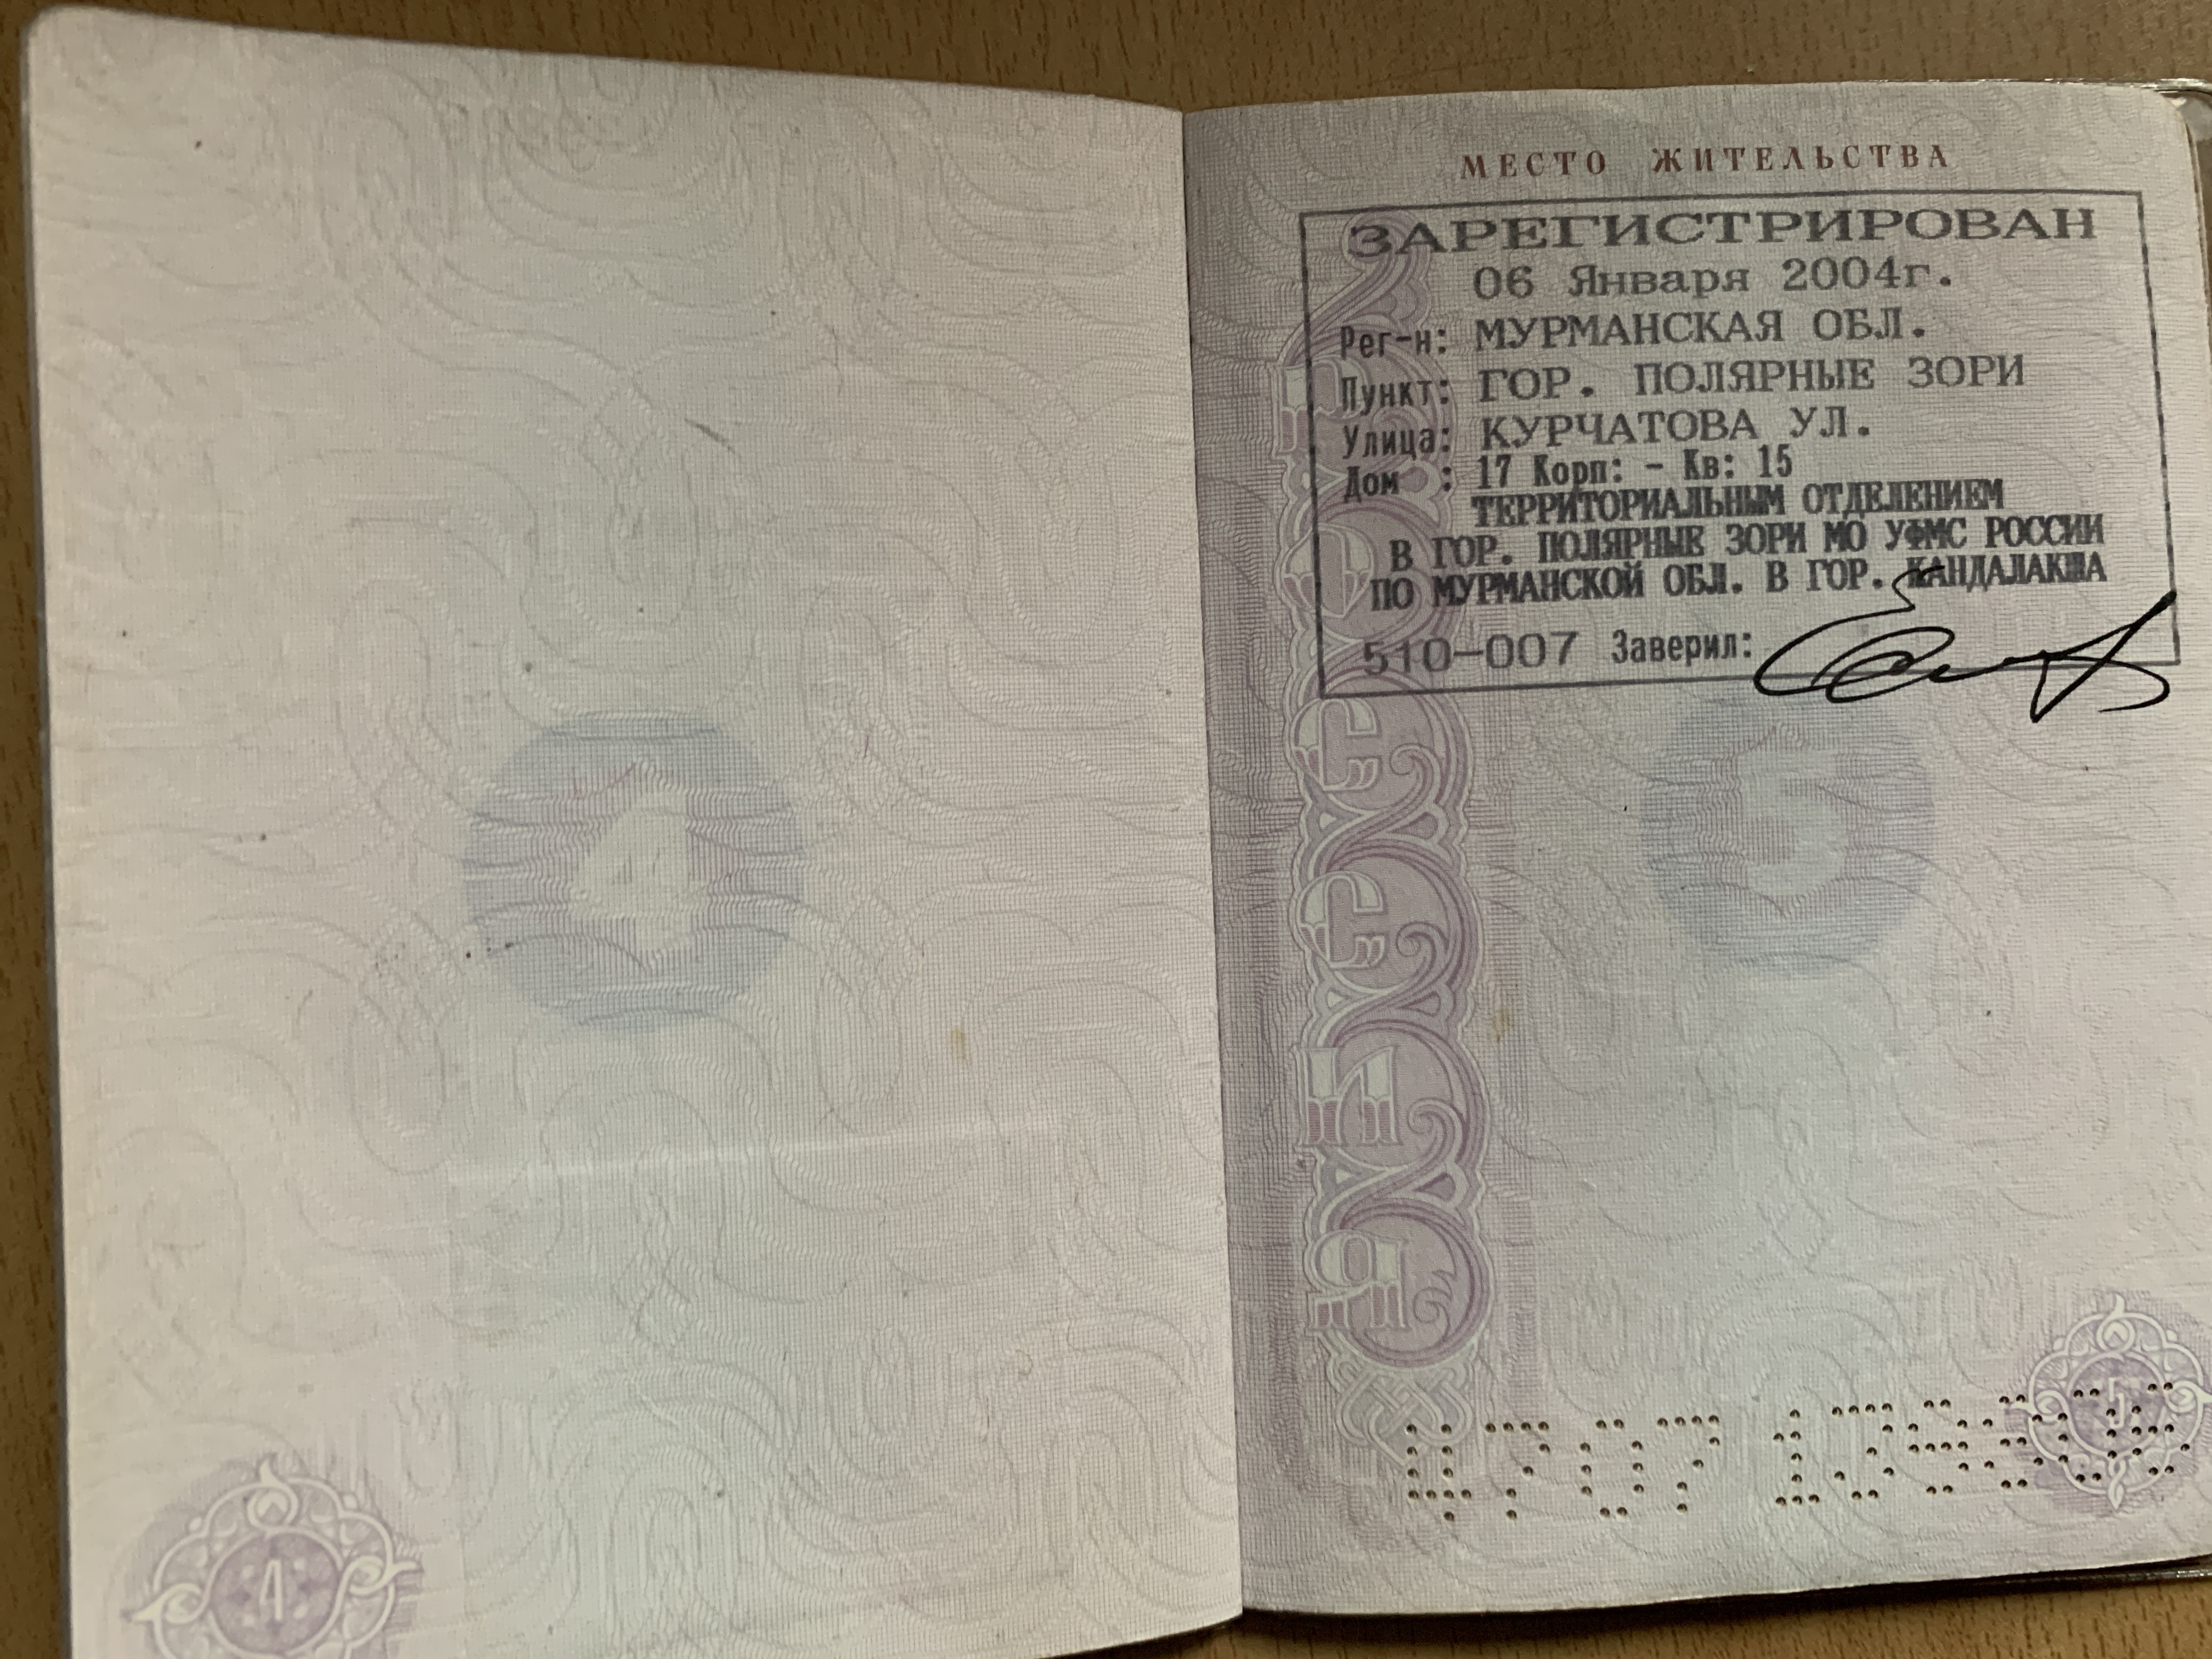 4
МЕСТО ЖИТЕЛЬСТВА
ЗАРЕГИСТРИРОВАН
06 Января 2004г.
Рег-н: МУРМАНСКАЯ ОБЛ.
Пункт: ГОР. ПОЛЯРНЫЕ ЗОРИ
Улица: КУРЧАТОВА УЛ.
Дом : 17 Корп: - Кв: 15
ТЕРРИТОРИАЛЬНЫМ ОТДЕЛЕНИЕМ
В ГОР. ПОЛЯРНЫЕ ЗОРИ МО УФМС РОССИИ
ПО МУРМАНСКОЙ ОБЛ. В ГОР. КАНДАЛАКША
510-007 Заверил:
5